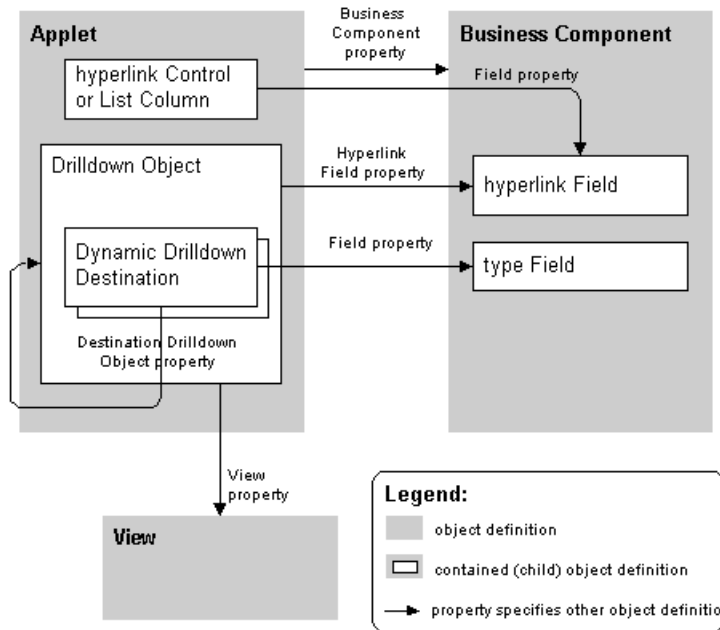 Applet
Business
Component
property
Business Component
hyperlink Control
or List Column
Field property
Drilldown Object
Hyperlink
Field property
hyperlink Field
Dynamic Drilldown
Destination
Field property
type Field
Destination Drilldown
Object property
View
property
View
Legend:
object definition
contained (child) object definition
property specifies other object definitio